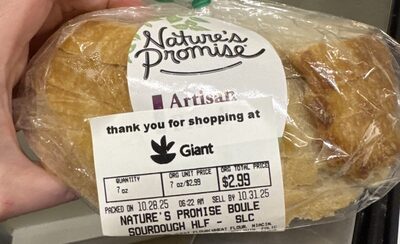 Nature's
Promise
Artisan
thank you for shopping at
Giant
QUANTITY
7 oz
ORG UNIT PRICE
7 oz/$2.99
ORG TOTAL PRICE
$2.99
PACKED ON 10.28.25 06:22 AM SELL BY 10.31.25
NATURE'S PROMISE BOULE
SOURDOUGH HLF - SLC
FLOUR, NIACIN,